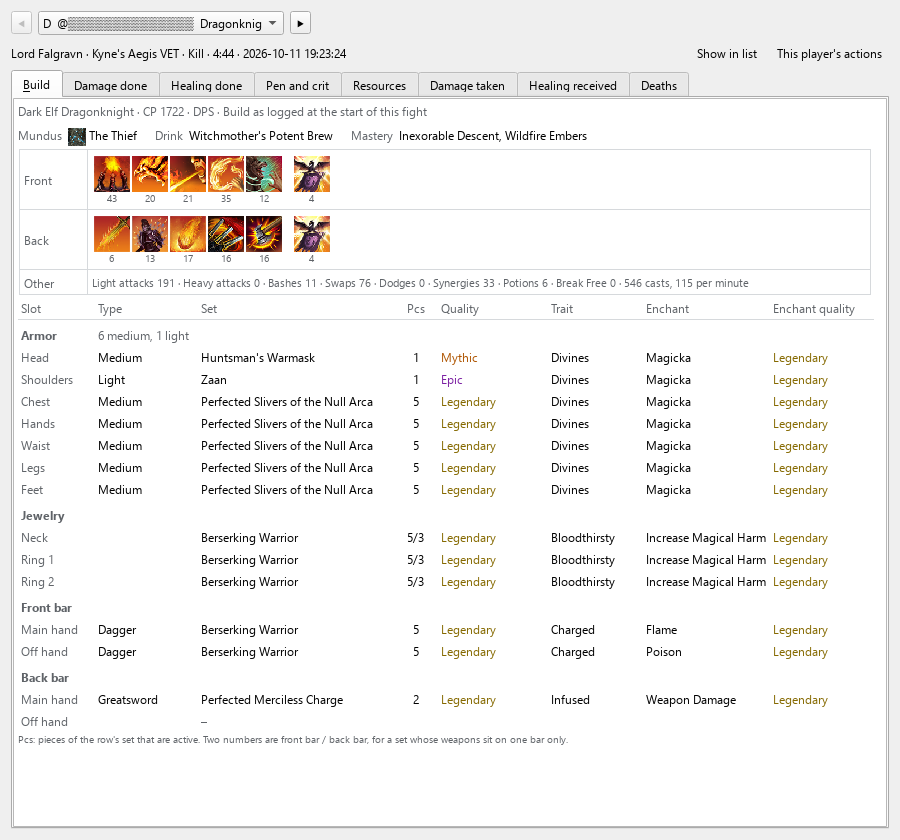 D @ Dragonknig
Lord Falgravn · Kyne's Aegis VET · Kill · 4:44 · 2026-10-11 19:23:24 Show in list This player's actions
Build Damage done Healing done Pen and crit Resources Damage taken Healing received Deaths
Dark Elf Dragonknight · CP 1722 · DPS · Build as logged at the start of this fight
Mundus The Thief Drink Witchmother's Potent Brew Mastery Inexorable Descent, Wildfire Embers
Front 43 20 21 35 12 4
Back 6 13 17 16 16 4
Other Light attacks 191 · Heavy attacks 0 · Bashes 11 · Swaps 76 · Dodges 0 · Synergies 33 · Potions 6 · Break Free 0 · 546 casts, 115 per minute
Slot Type Set Pcs Quality Trait Enchant Enchant quality
Armor 6 medium, 1 light
Head Medium Huntsman's Warmask 1 Mythic Divines Magicka Legendary
Shoulders Light Zaan 1 Epic Divines Magicka Legendary
Chest Medium Perfected Slivers of the Null Arca 5 Legendary Divines Magicka Legendary
Hands Medium Perfected Slivers of the Null Arca 5 Legendary Divines Magicka Legendary
Waist Medium Perfected Slivers of the Null Arca 5 Legendary Divines Magicka Legendary
Legs Medium Perfected Slivers of the Null Arca 5 Legendary Divines Magicka Legendary
Feet Medium Perfected Slivers of the Null Arca 5 Legendary Divines Magicka Legendary
Jewelry
Neck Berserking Warrior 5/3 Legendary Bloodthirsty Increase Magical Harm Legendary
Ring 1 Berserking Warrior 5/3 Legendary Bloodthirsty Increase Magical Harm Legendary
Ring 2 Berserking Warrior 5/3 Legendary Bloodthirsty Increase Magical Harm Legendary
Front bar
Main hand Dagger Berserking Warrior 5 Legendary Charged Flame Legendary
Off hand Dagger Berserking Warrior 5 Legendary Charged Poison Legendary
Back bar
Main hand Greatsword Perfected Merciless Charge 2 Legendary Infused Weapon Damage Legendary
Off hand –
Pcs: pieces of the row's set that are active. Two numbers are front bar / back bar, for a set whose weapons sit on one bar only.